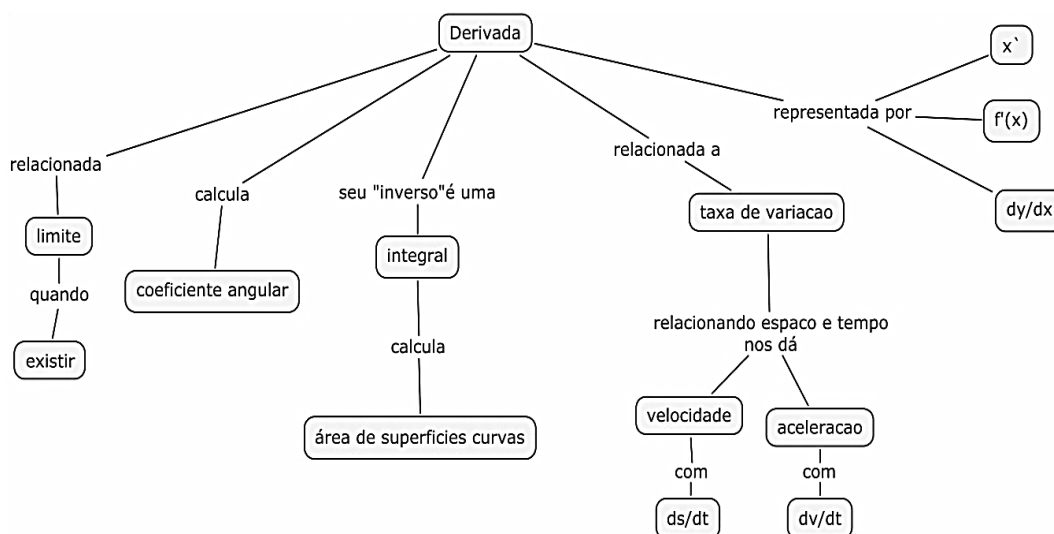 Derivada
x`
representada por
f'(x)
relacionada a
relacionada
calcula
seu "inverso"é uma
taxa de variacao
dy/dx
limite
integral
quando
coeficiente angular
relacionando espaco e tempo
nos dá
calcula
existir
velocidade
aceleracao
área de superficies curvas
com
com
ds/dt
dv/dt